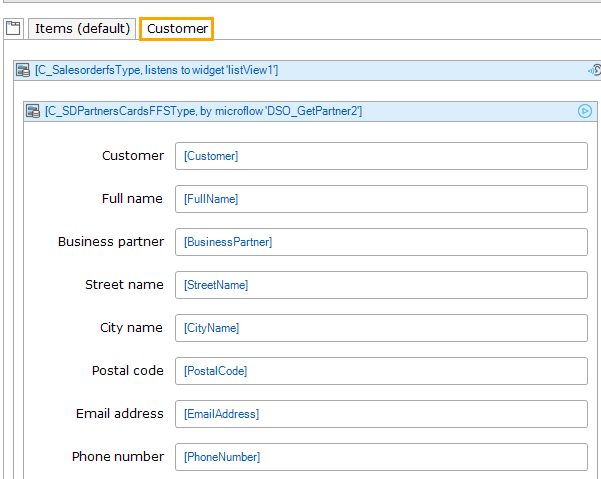 Items (default) Customer
[C_SalesorderfsType, listens to widget 'listView1']
[C_SDPartnersCardsFFSType, by microflow 'DSO_GetPartner2']
Customer [Customer]
Full name [FullName]
Business partner [BusinessPartner]
Street name [StreetName]
City name [CityName]
Postal code [PostalCode]
Email address [EmailAddress]
Phone number [PhoneNumber]